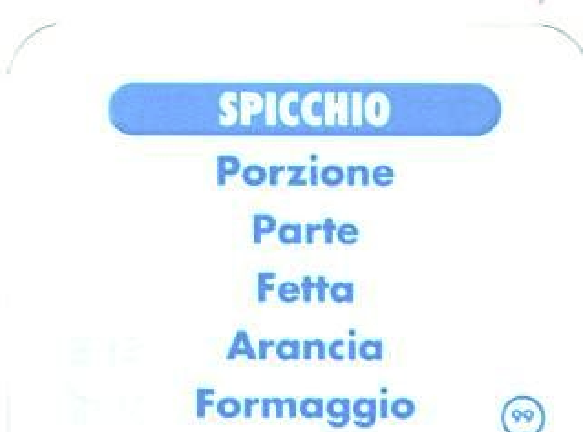 SPICCHIO
Porzione
Parte
Fetta
Arancia
Formaggio
99